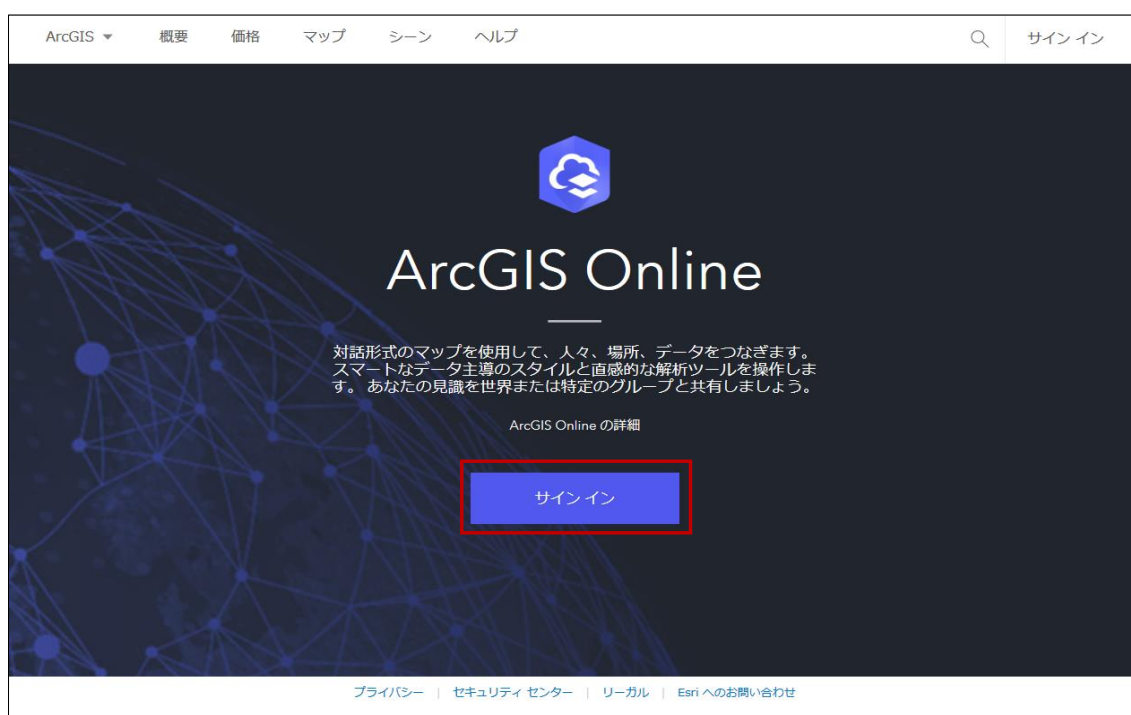 ArcGIS 概要 価格 マップ シーン ヘルプ サイン イン
ArcGIS Online
対話形式のマップを使用して、人々、場所、データをつなぎます。
スマートなデータ主導のスタイルと直感的な解析ツールを操作しま
す。 あなたの見識を世界または特定のグループと共有しましょう。
ArcGIS Online の詳細
サイン イン
プライバシー | セキュリティ センター | リーガル | Esri へのお問い合わせ